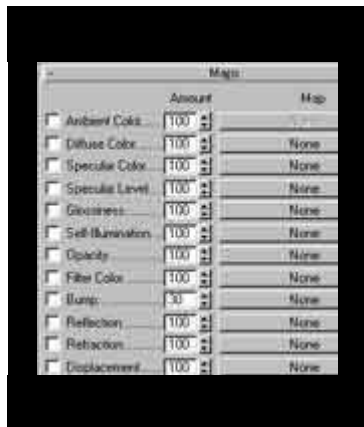 - Maps
Amount Map
Ambient Color 100
Diffuse Color 100 None
Specular Color 100 None
Specular Level 100 None
Glossiness 100 None
Self-Illumination 100 None
Opacity 100 None
Filter Color 100 None
Bump 30 None
Reflection 100 None
Refraction 100 None
Displacement 100 None